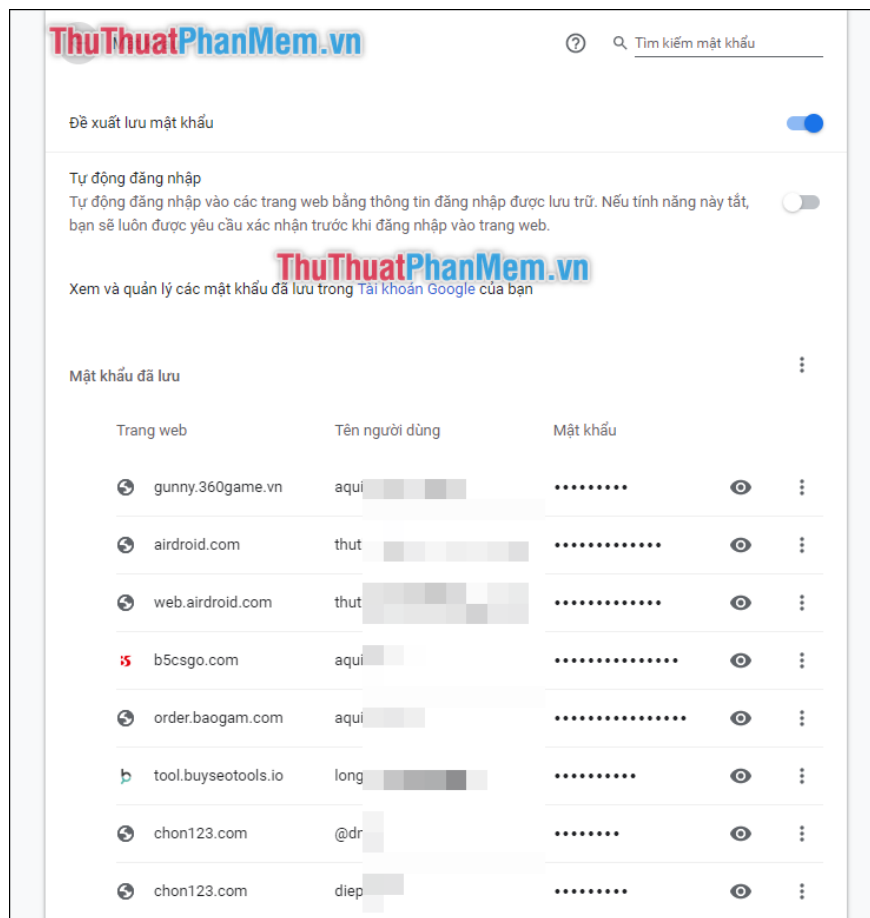 ThuThuatPhanMem.vn
Tìm kiếm mật khẩu
Đề xuất lưu mật khẩu
Tự động đăng nhập
Tự động đăng nhập vào các trang web bằng thông tin đăng nhập được lưu trữ. Nếu tính năng này tắt,
bạn sẽ luôn được yêu cầu xác nhận trước khi đăng nhập vào trang web.
ThuThuatPhanMem.vn
Xem và quản lý các mật khẩu đã lưu trong Tài khoản Google của bạn
Mật khẩu đã lưu
Trang web Tên người dùng Mật khẩu
gunny.360game.vn aqui •••••••••
airdroid.com thut •••••••••••••
web.airdroid.com thut •••••••••••••
b5csgo.com aqui •••••••••••••••
order.baogam.com aqui ••••••••••••••••
tool.buyseotools.io long ••••••••••
chon123.com @dr ••••••••
chon123.com diep •••••••••